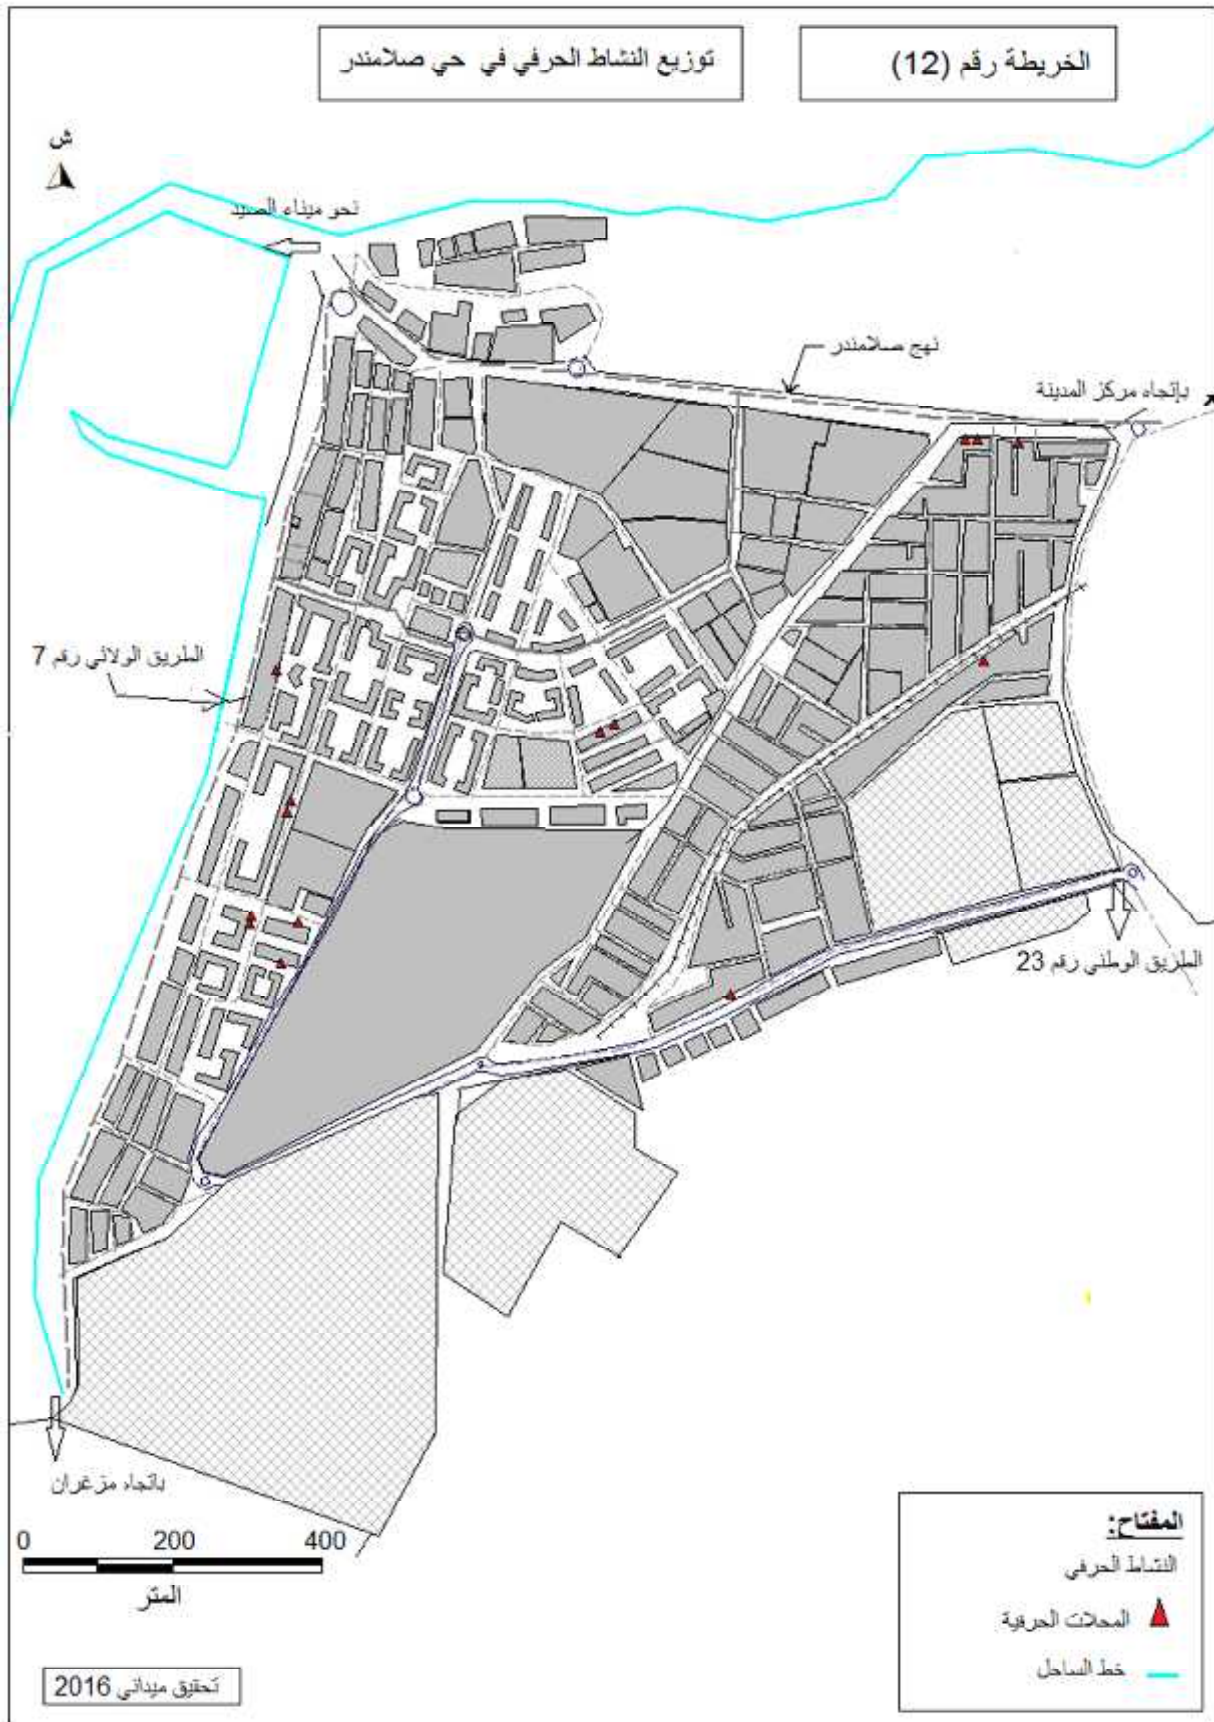 الخريطة رقم (12)
توزيع النشاط الحرفي في حي صلامندر
ش
نحو ميناء الصيد
نهج صلامندر
بإتجاه مركز المدينة
الطريق الولائي رقم 7
الطريق الوطني رقم 23
باتجاه مزغران
0 200 400
المتر
المفتاح:
النشاط الحرفي
المحلات الحرفية
خط الساحل
تحقيق ميداني 2016